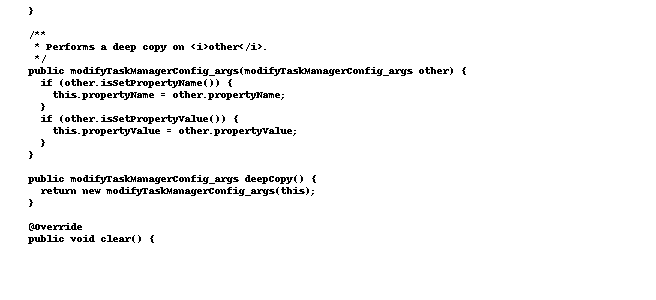 }

/**
 * Performs a deep copy on <i>other</i>.
 */
public modifyTaskManagerConfig_args(modifyTaskManagerConfig_args other) {
  if (other.isSetPropertyName()) {
    this.propertyName = other.propertyName;
  }
  if (other.isSetPropertyValue()) {
    this.propertyValue = other.propertyValue;
  }
}

public modifyTaskManagerConfig_args deepCopy() {
  return new modifyTaskManagerConfig_args(this);
}

@Override
public void clear() {